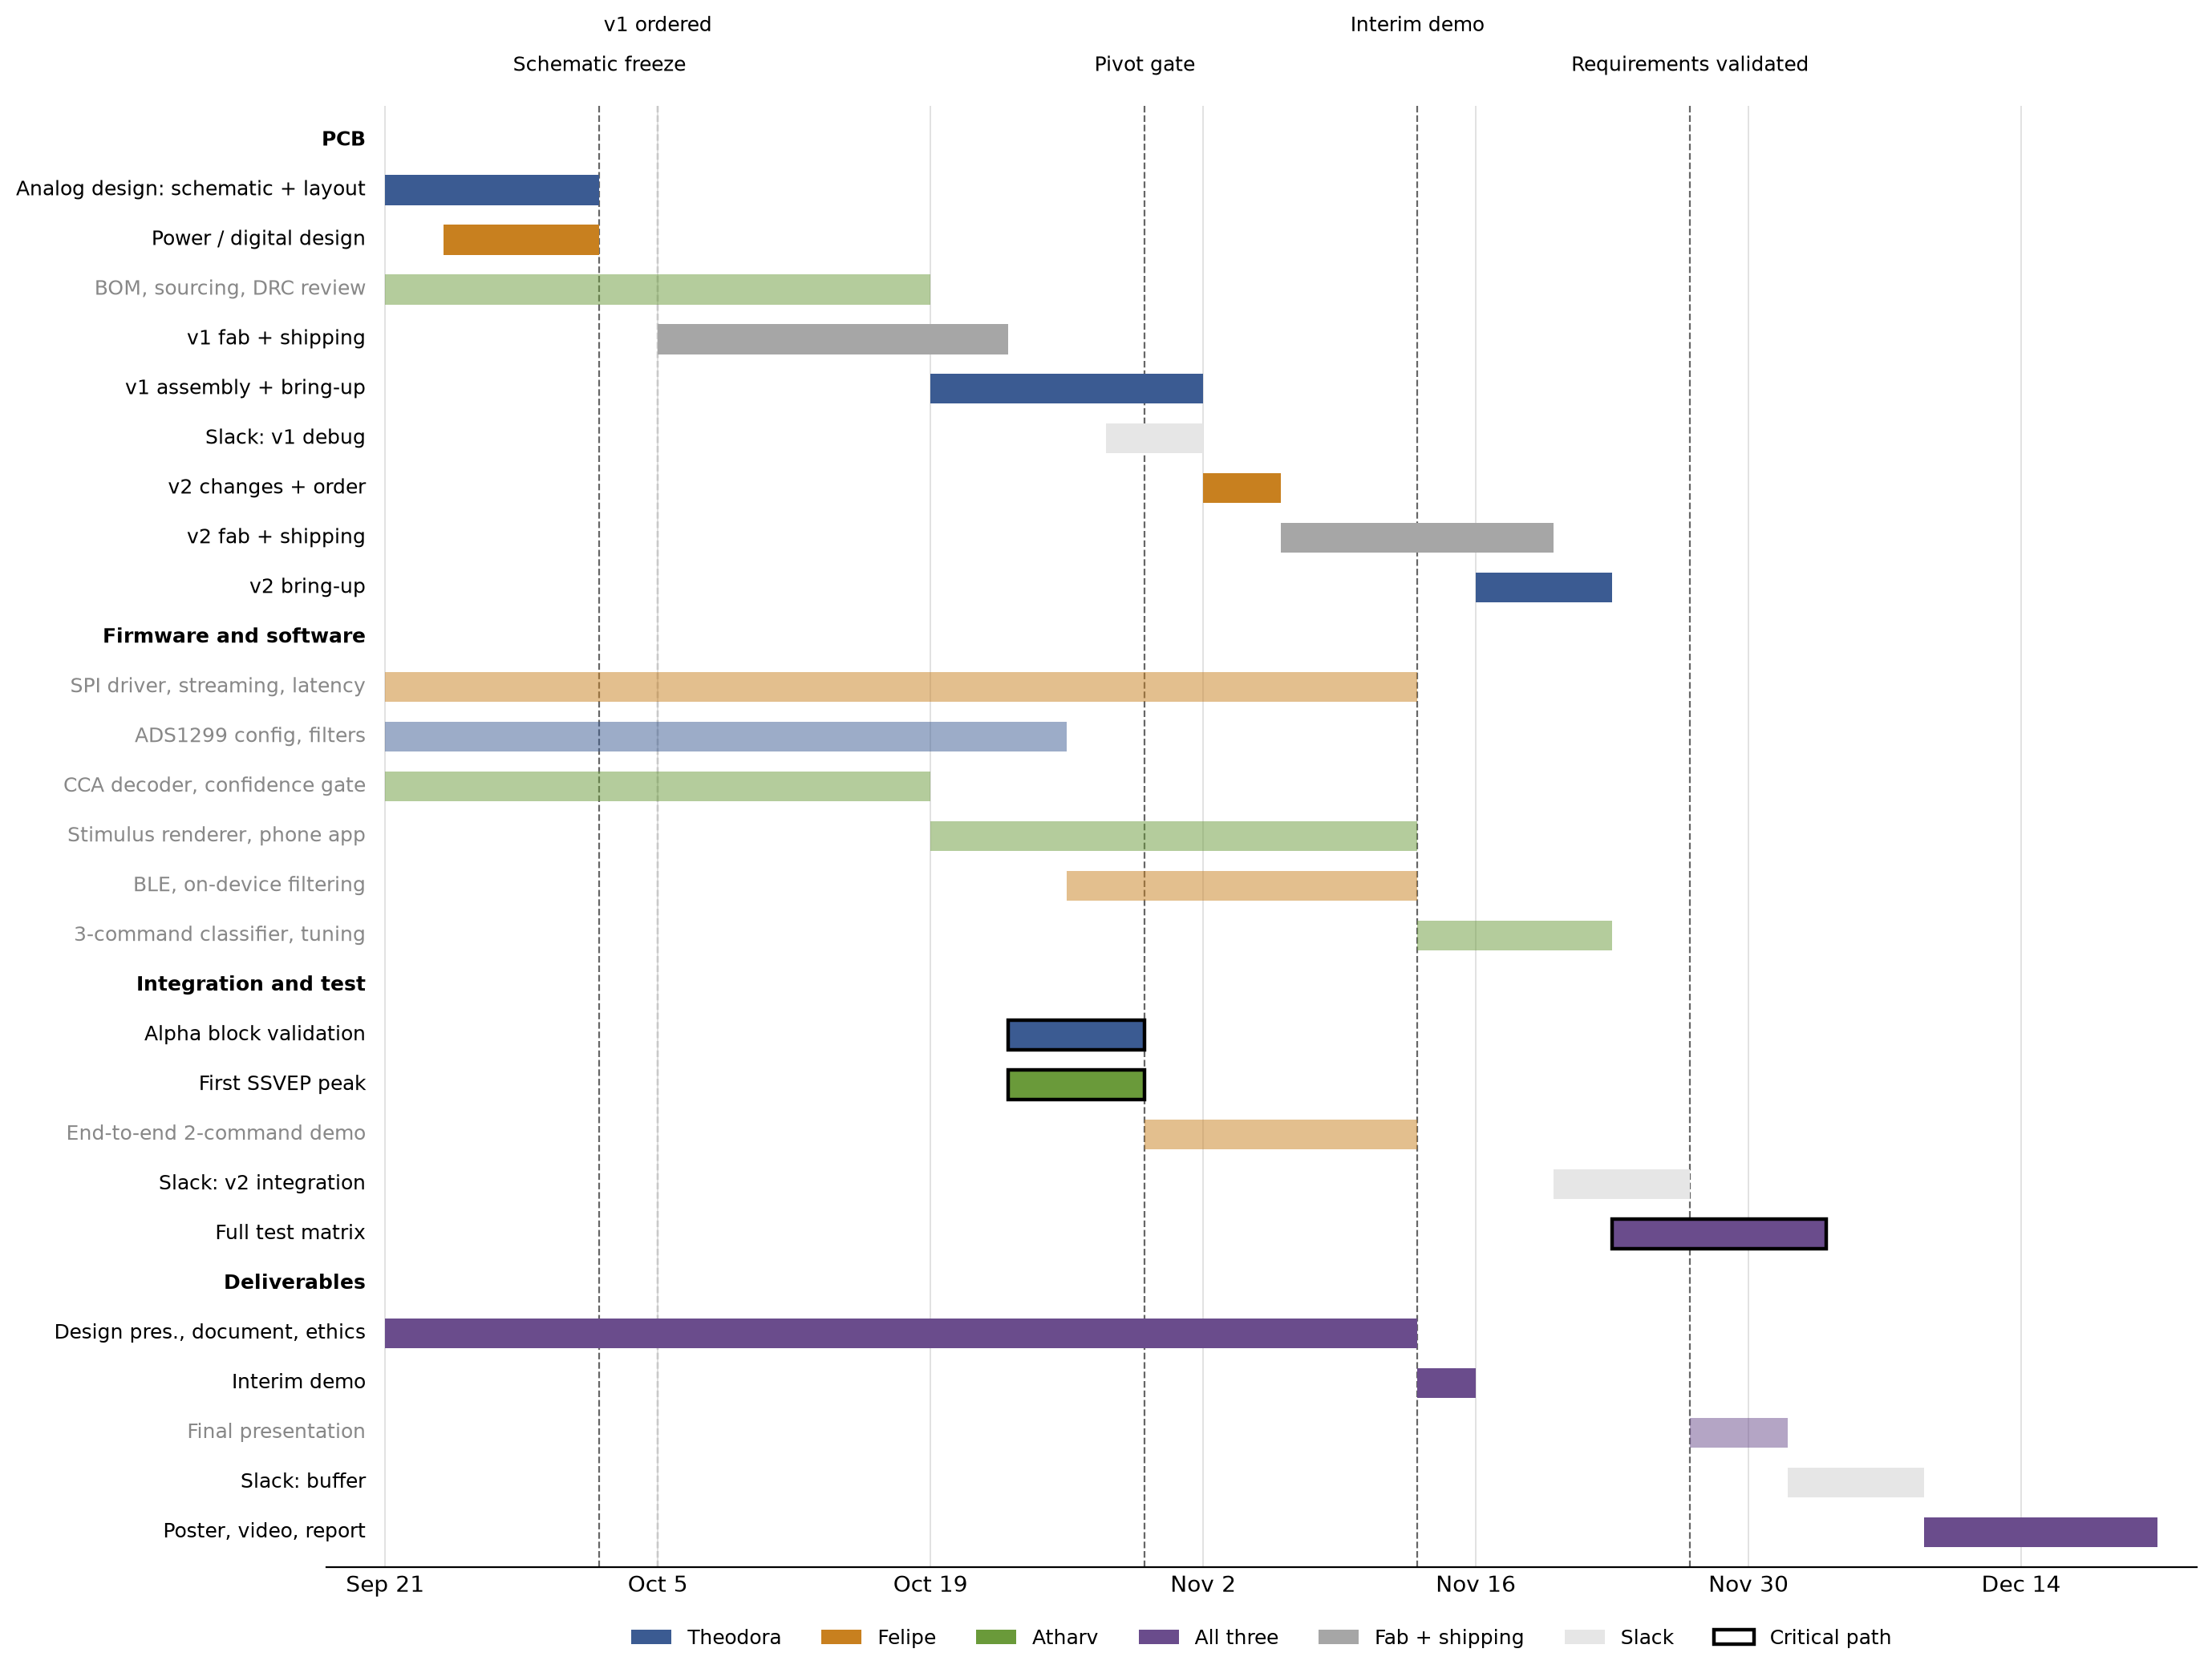 v1 ordered
Interim demo
Schematic freeze
Pivot gate
Requirements validated
PCB
Analog design: schematic + layout
Power / digital design
BOM, sourcing, DRC review
v1 fab + shipping
v1 assembly + bring-up
Slack: v1 debug
v2 changes + order
v2 fab + shipping
v2 bring-up
Firmware and software
SPI driver, streaming, latency
ADS1299 config, filters
CCA decoder, confidence gate
Stimulus renderer, phone app
BLE, on-device filtering
3-command classifier, tuning
Integration and test
Alpha block validation
First SSVEP peak
End-to-end 2-command demo
Slack: v2 integration
Full test matrix
Deliverables
Design pres., document, ethics
Interim demo
Final presentation
Slack: buffer
Poster, video, report
Sep 21
Oct 5
Oct 19
Nov 2
Nov 16
Nov 30
Dec 14
Theodora
Felipe
Atharv
All three
Fab + shipping
Slack
Critical path